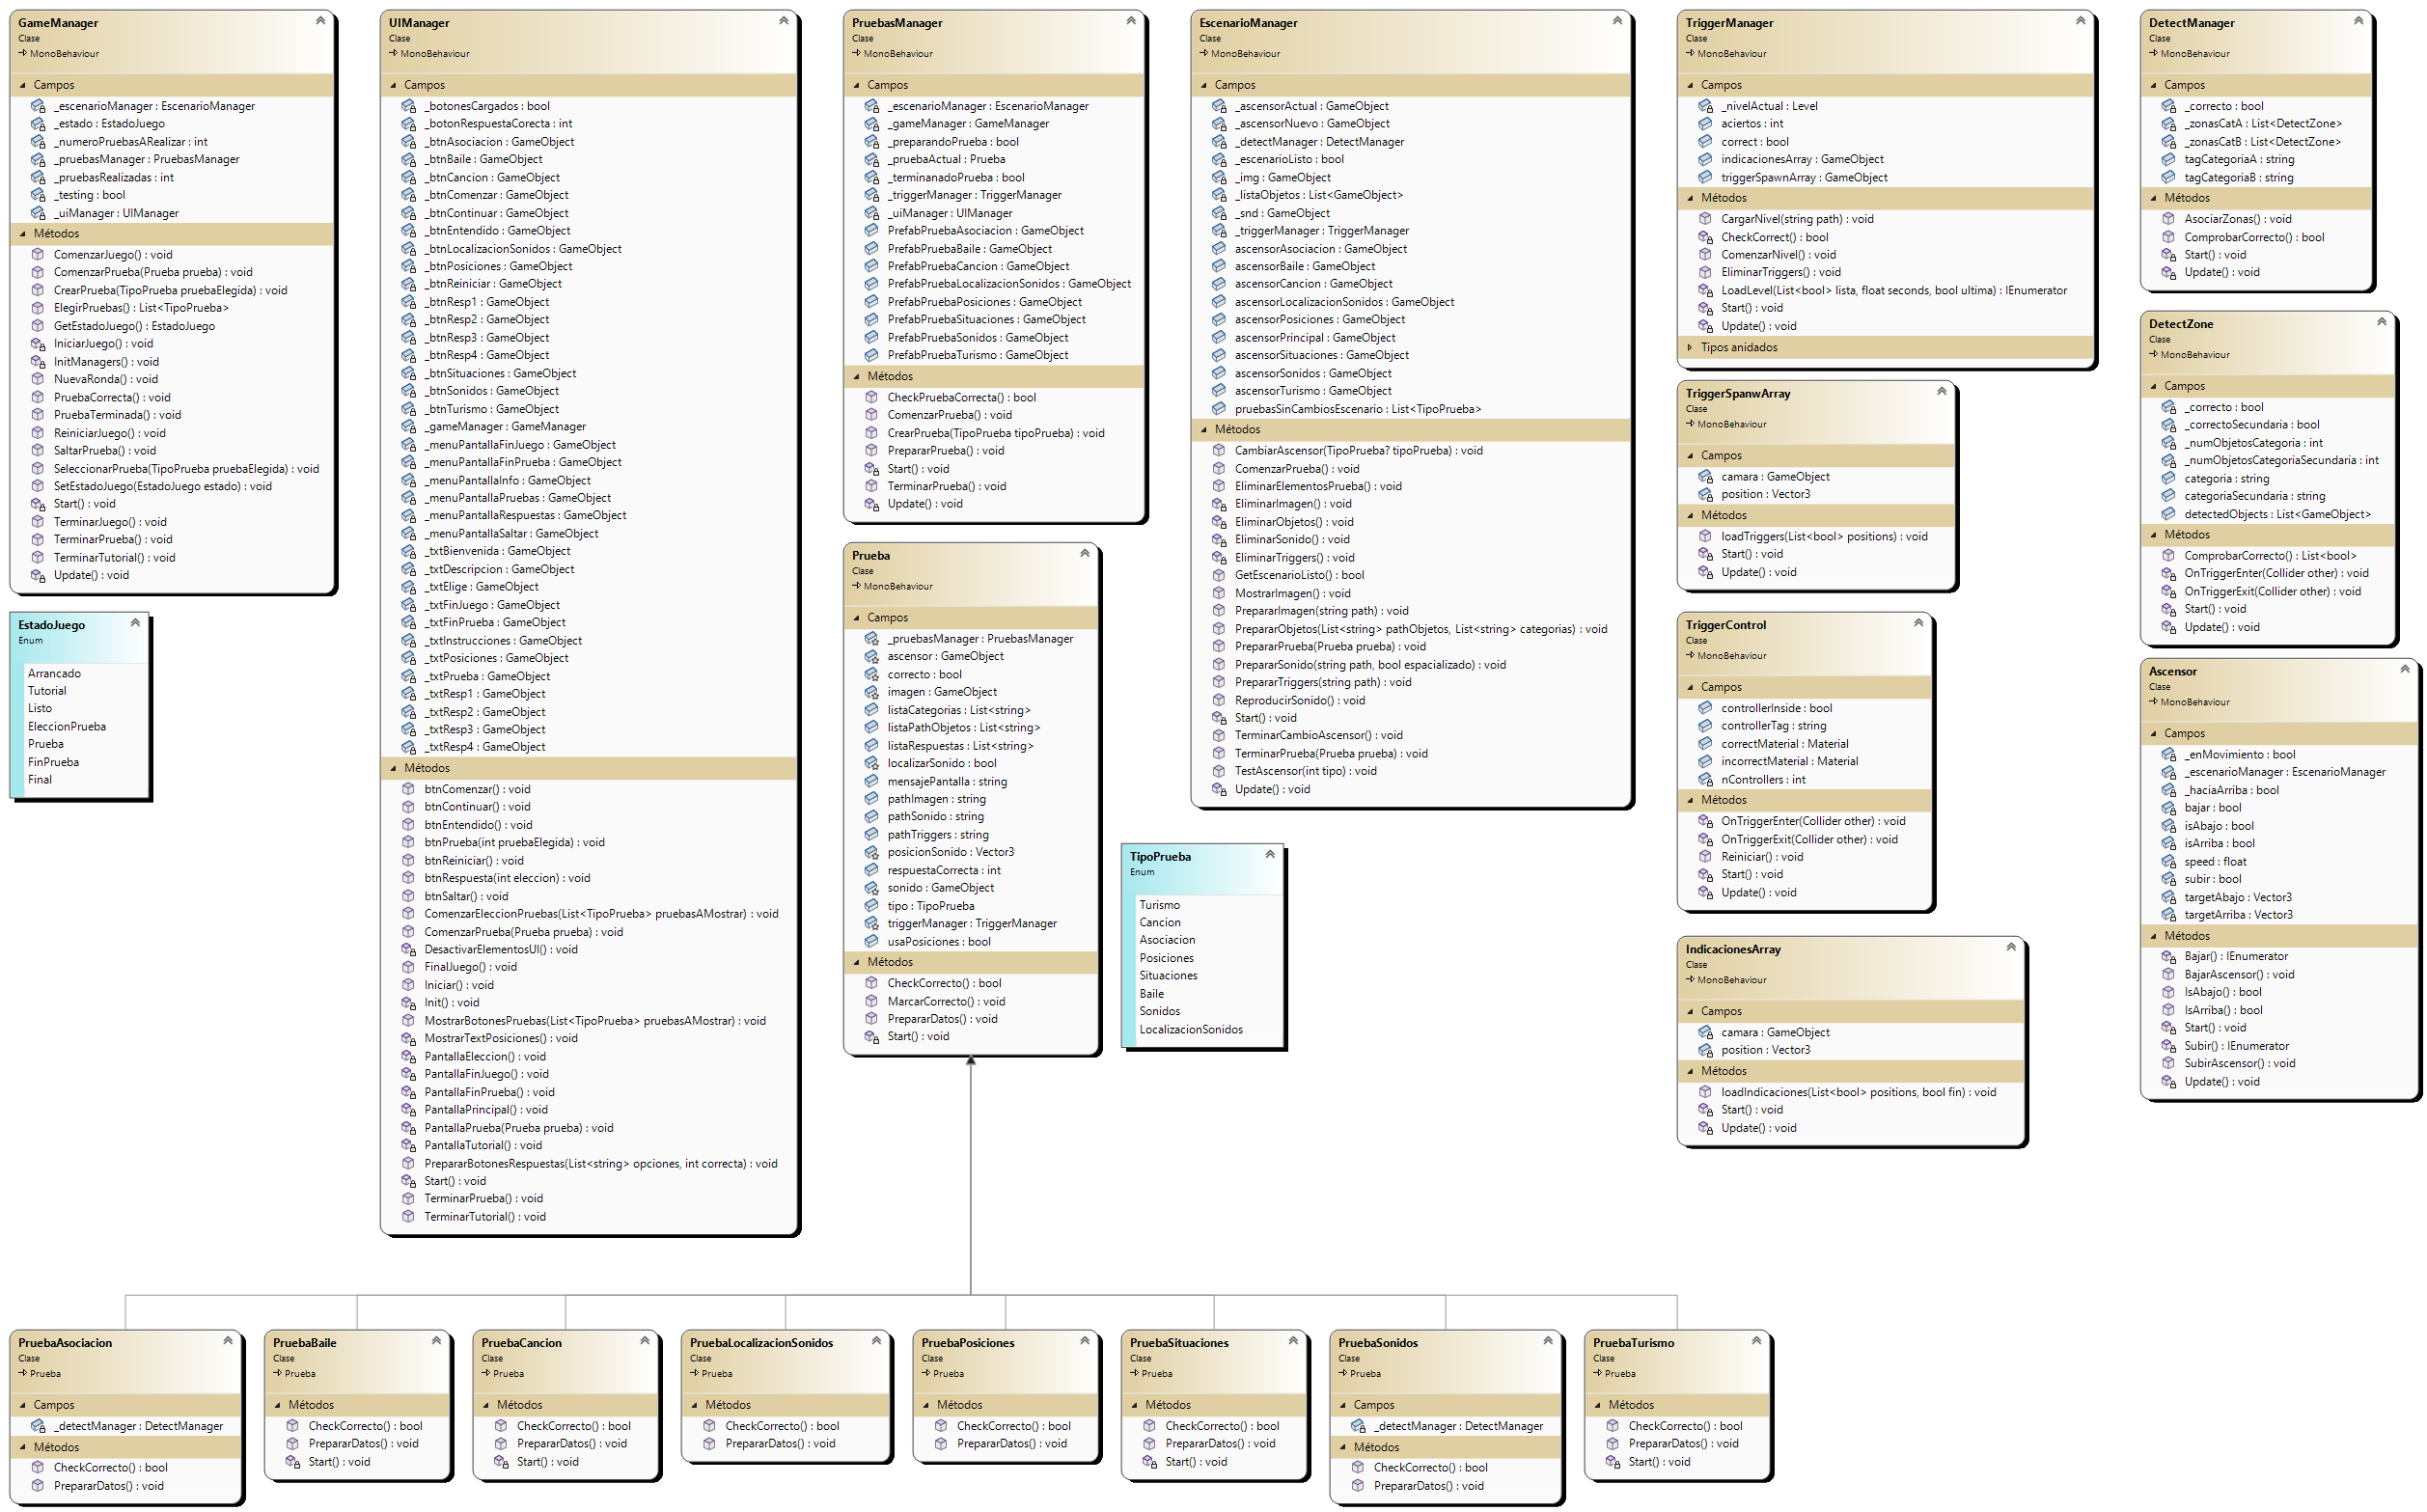 GameManager
Clase
MonoBehaviour
Campos
_escenarioManager : EscenarioManager
_estado : EstadoJuego
_numeroPruebasARealizar : int
_pruebasManager : PruebasManager
_pruebasRealizadas : int
_testing : bool
_uiManager : UIManager
Métodos
ComenzarJuego() : void
ComenzarPrueba(Prueba prueba) : void
CrearPrueba(TipoPrueba pruebaElegida) : void
ElegirPruebas() : List<TipoPrueba>
GetEstadoJuego() : EstadoJuego
IniciarJuego() : void
InitManagers() : void
NuevaRonda() : void
PruebaCorrecta() : void
PruebaTerminada() : void
ReiniciarJuego() : void
SaltarPrueba() : void
SeleccionarPrueba(TipoPrueba pruebaElegida) : void
SetEstadoJuego(EstadoJuego estado) : void
Start() : void
TerminarJuego() : void
TerminarPrueba() : void
TerminarTutorial() : void
Update() : void
EstadoJuego
Enum
Arrancado
Tutorial
Listo
EleccionPrueba
Prueba
FinPrueba
Final
UIManager
Clase
MonoBehaviour
Campos
_botonesCargados : bool
_botonRespuestaCorecta : int
_btnAsociacion : GameObject
_btnBaile : GameObject
_btnCancion : GameObject
_btnComenzar : GameObject
_btnContinuar : GameObject
_btnEntendido : GameObject
_btnLocalizacionSonidos : GameObject
_btnPosiciones : GameObject
_btnReiniciar : GameObject
_btnResp1 : GameObject
_btnResp2 : GameObject
_btnResp3 : GameObject
_btnResp4 : GameObject
_btnSituaciones : GameObject
_btnSonidos : GameObject
_btnTurismo : GameObject
_gameManager : GameManager
_menuPantallaFinJuego : GameObject
_menuPantallaFinPrueba : GameObject
_menuPantallaInfo : GameObject
_menuPantallaPruebas : GameObject
_menuPantallaRespuestas : GameObject
_menuPantallaSaltar : GameObject
_txtBienvenida : GameObject
_txtDescripcion : GameObject
_txtElige : GameObject
_txtFinJuego : GameObject
_txtFinPrueba : GameObject
_txtInstrucciones : GameObject
_txtPosiciones : GameObject
_txtPrueba : GameObject
_txtResp1 : GameObject
_txtResp2 : GameObject
_txtResp3 : GameObject
_txtResp4 : GameObject
Métodos
btnComenzar() : void
btnContinuar() : void
btnEntendido() : void
btnPrueba(int pruebaElegida) : void
btnReiniciar() : void
btnRespuesta(int eleccion) : void
btnSaltar() : void
ComenzarEleccionPruebas(List<TipoPrueba> pruebasAMostrar) : void
ComenzarPrueba(Prueba prueba) : void
DesactivarElementosUI() : void
FinalJuego() : void
Iniciar() : void
Init() : void
MostrarBotonesPruebas(List<TipoPrueba> pruebasAMostrar) : void
MostrarTextPosiciones() : void
PantallaEleccion() : void
PantallaFinJuego() : void
PantallaFinPrueba() : void
PantallaPrincipal() : void
PantallaPrueba(Prueba prueba) : void
PantallaTutorial() : void
PrepararBotonesRespuestas(List<string> opciones, int correcta) : void
Start() : void
TerminarPrueba() : void
TerminarTutorial() : void
PruebasManager
Clase
MonoBehaviour
Campos
_escenarioManager : EscenarioManager
_gameManager : GameManager
_preparandoPrueba : bool
_pruebaActual : Prueba
_terminanadoPrueba : bool
_triggerManager : TriggerManager
_uiManager : UIManager
PrefabPruebaAsociacion : GameObject
PrefabPruebaBaile : GameObject
PrefabPruebaCancion : GameObject
PrefabPruebaLocalizacionSonidos : GameObject
PrefabPruebaPosiciones : GameObject
PrefabPruebaSituaciones : GameObject
PrefabPruebaSonidos : GameObject
PrefabPruebaTurismo : GameObject
Métodos
CheckPruebaCorrecta() : bool
ComenzarPrueba() : void
CrearPrueba(TipoPrueba tipoPrueba) : void
PrepararPrueba() : void
Start() : void
TerminarPrueba() : void
Update() : void
Prueba
Clase
MonoBehaviour
Campos
_pruebasManager : PruebasManager
ascensor : GameObject
correcto : bool
imagen : GameObject
listaCategorias : List<string>
listaPathObjetos : List<string>
listaRespuestas : List<string>
localizarSonido : bool
mensajePantalla : string
pathImagen : string
pathSonido : string
pathTriggers : string
posicionSonido : Vector3
respuestaCorrecta : int
sonido : GameObject
tipo : TipoPrueba
triggerManager : TriggerManager
usaPosiciones : bool
Métodos
CheckCorrecto() : bool
MarcarCorrecto() : void
PrepararDatos() : void
Start() : void
EscenarioManager
Clase
MonoBehaviour
Campos
_ascensorActual : GameObject
_ascensorNuevo : GameObject
_detectManager : DetectManager
_escenarioListo : bool
_img : GameObject
_listaObjetos : List<GameObject>
_snd : GameObject
_triggerManager : TriggerManager
ascensorAsociacion : GameObject
ascensorBaile : GameObject
ascensorCancion : GameObject
ascensorLocalizacionSonidos : GameObject
ascensorPosiciones : GameObject
ascensorPrincipal : GameObject
ascensorSituaciones : GameObject
ascensorSonidos : GameObject
ascensorTurismo : GameObject
pruebasSinCambiosEscenario : List<TipoPrueba>
Métodos
CambiarAscensor(TipoPrueba? tipoPrueba) : void
ComenzarPrueba() : void
EliminarElementosPrueba() : void
EliminarImagen() : void
EliminarObjetos() : void
EliminarSonido() : void
EliminarTriggers() : void
GetEscenarioListo() : bool
MostrarImagen() : void
PrepararImagen(string path) : void
PrepararObjetos(List<string> pathObjetos, List<string> categorias) : void
PrepararPrueba(Prueba prueba) : void
PrepararSonido(string path, bool espacializado) : void
PrepararTriggers(string path) : void
ReproducirSonido() : void
Start() : void
TerminarCambioAscensor() : void
TerminarPrueba(Prueba prueba) : void
TestAscensor(int tipo) : void
Update() : void
TipoPrueba
Enum
Turismo
Cancion
Asociacion
Posiciones
Situaciones
Baile
Sonidos
LocalizacionSonidos
TriggerManager
Clase
MonoBehaviour
Campos
_nivelActual : Level
aciertos : int
correct : bool
indicacionesArray : GameObject
triggerSpawnArray : GameObject
Métodos
CargarNivel(string path) : void
CheckCorrect() : bool
ComenzarNivel() : void
EliminarTriggers() : void
LoadLevel(List<bool> lista, float seconds, bool ultima) : IEnumerator
Start() : void
Update() : void
Tipos anidados
TriggerSpanwArray
Clase
MonoBehaviour
Campos
camara : GameObject
position : Vector3
Métodos
loadTriggers(List<bool> positions) : void
Start() : void
Update() : void
TriggerControl
Clase
MonoBehaviour
Campos
controllerInside : bool
controllerTag : string
correctMaterial : Material
incorrectMaterial : Material
nControllers : int
Métodos
OnTriggerEnter(Collider other) : void
OnTriggerExit(Collider other) : void
Reiniciar() : void
Start() : void
Update() : void
IndicacionesArray
Clase
MonoBehaviour
Campos
camara : GameObject
position : Vector3
Métodos
loadIndicaciones(List<bool> positions, bool fin) : void
Start() : void
Update() : void
DetectManager
Clase
MonoBehaviour
Campos
_correcto : bool
_zonasCatA : List<DetectZone>
_zonasCatB : List<DetectZone>
tagCategoriaA : string
tagCategoriaB : string
Métodos
AsociarZonas() : void
ComprobarCorrecto() : bool
Start() : void
Update() : void
DetectZone
Clase
MonoBehaviour
Campos
_correcto : bool
_correctoSecundaria : bool
_numObjetosCategoria : int
_numObjetosCategoriaSecundaria : int
categoria : string
categoriaSecundaria : string
detectedObjects : List<GameObject>
Métodos
ComprobarCorrecto() : List<bool>
OnTriggerEnter(Collider other) : void
OnTriggerExit(Collider other) : void
Start() : void
Update() : void
Ascensor
Clase
MonoBehaviour
Campos
_enMovimiento : bool
_escenarioManager : EscenarioManager
_haciaArriba : bool
bajar : bool
isAbajo : bool
isArriba : bool
speed : float
subir : bool
targetAbajo : Vector3
targetArriba : Vector3
Métodos
Bajar() : IEnumerator
BajarAscensor() : void
IsAbajo() : bool
IsArriba() : bool
Start() : void
Subir() : IEnumerator
SubirAscensor() : void
Update() : void
PruebaAsociacion
Clase
Prueba
Campos
_detectManager : DetectManager
Métodos
CheckCorrecto() : bool
PrepararDatos() : void
PruebaBaile
Clase
Prueba
Métodos
CheckCorrecto() : bool
PrepararDatos() : void
Start() : void
PruebaCancion
Clase
Prueba
Métodos
CheckCorrecto() : bool
PrepararDatos() : void
Start() : void
PruebaLocalizacionSonidos
Clase
Prueba
Métodos
CheckCorrecto() : bool
PrepararDatos() : void
PruebaPosiciones
Clase
Prueba
Métodos
CheckCorrecto() : bool
PrepararDatos() : void
PruebaSituaciones
Clase
Prueba
Métodos
CheckCorrecto() : bool
PrepararDatos() : void
Start() : void
PruebaSonidos
Clase
Prueba
Campos
_detectManager : DetectManager
Métodos
CheckCorrecto() : bool
PrepararDatos() : void
PruebaTurismo
Clase
Prueba
Métodos
CheckCorrecto() : bool
PrepararDatos() : void
Start() : void